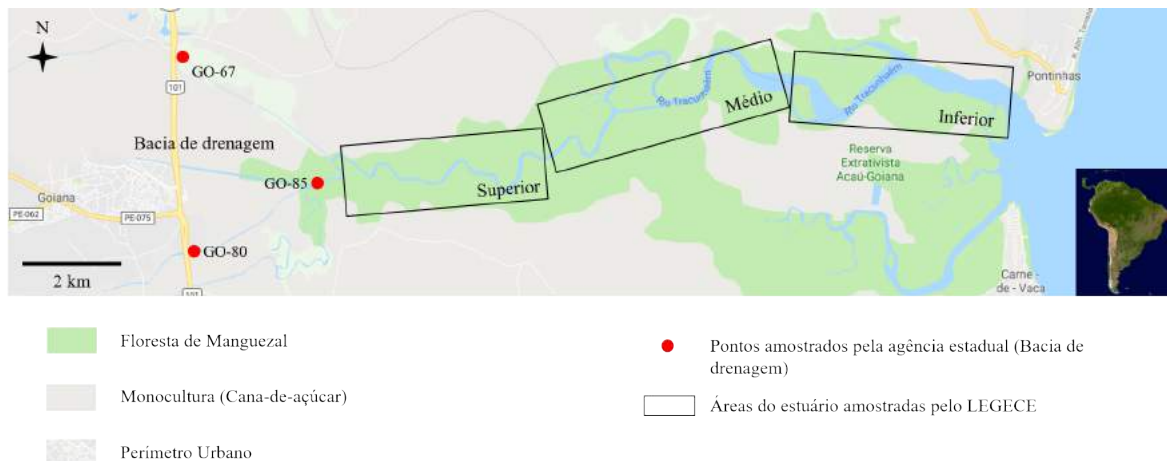 N
GO-67
101
Bacia de drenagem
Rio Tracunhaém
Médio
Rio Tracunhaém
Inferior
Pontinhas
GO-85
Superior
Reserva
Extrativista
Acaú-Goiana
Goiana
PE-062
PE-075
GO-80
2 km
101
Carne -
de - Vaca
Floresta de Manguezal
Pontos amostrados pela agência estadual (Bacia de
drenagem)
Monocultura (Cana-de-açúcar)
Áreas do estuário amostradas pelo LEGECE
Perímetro Urbano